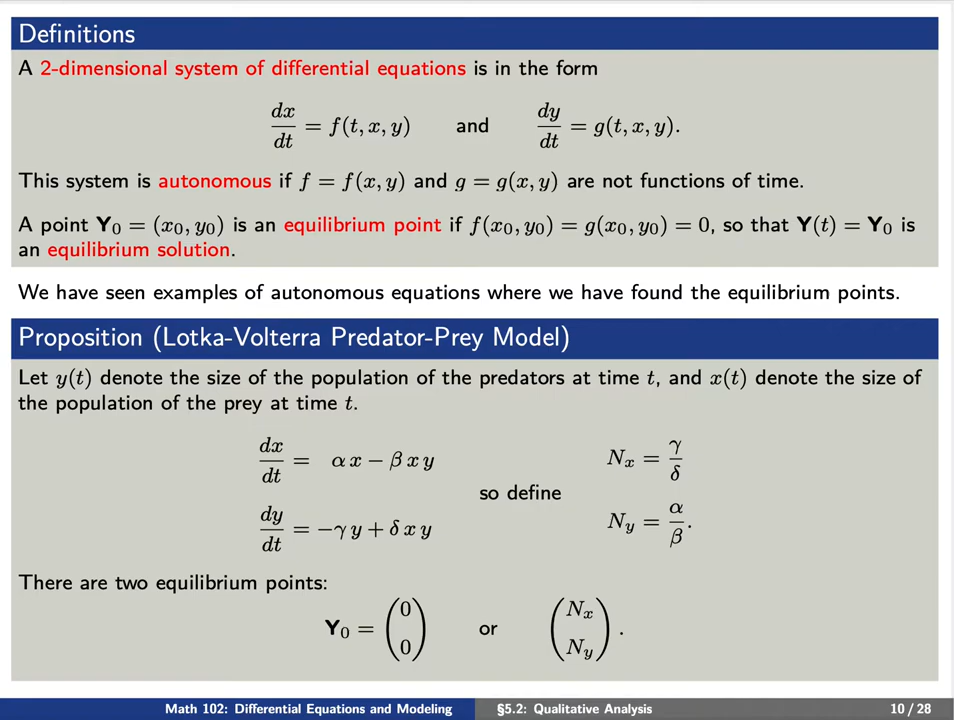 Definitions
A 2-dimensional system of differential equations is in the form
dx/dt = f(t, x, y) and dy/dt = g(t, x, y).
This system is autonomous if f = f(x, y) and g = g(x, y) are not functions of time.
A point Y₀ = (x₀, y₀) is an equilibrium point if f(x₀, y₀) = g(x₀, y₀) = 0, so that Y(t) = Y₀ is
an equilibrium solution.
We have seen examples of autonomous equations where we have found the equilibrium points.
Proposition (Lotka-Volterra Predator-Prey Model)
Let y(t) denote the size of the population of the predators at time t, and x(t) denote the size of
the population of the prey at time t.
dx/dt = α x − β x y
dy/dt = −γ y + δ x y
so define
Nₓ = γ/δ
N_y = α/β.
There are two equilibrium points:
Y₀ = (0 0) or (Nₓ N_y).
Math 102: Differential Equations and Modeling §5.2: Qualitative Analysis 10 / 28